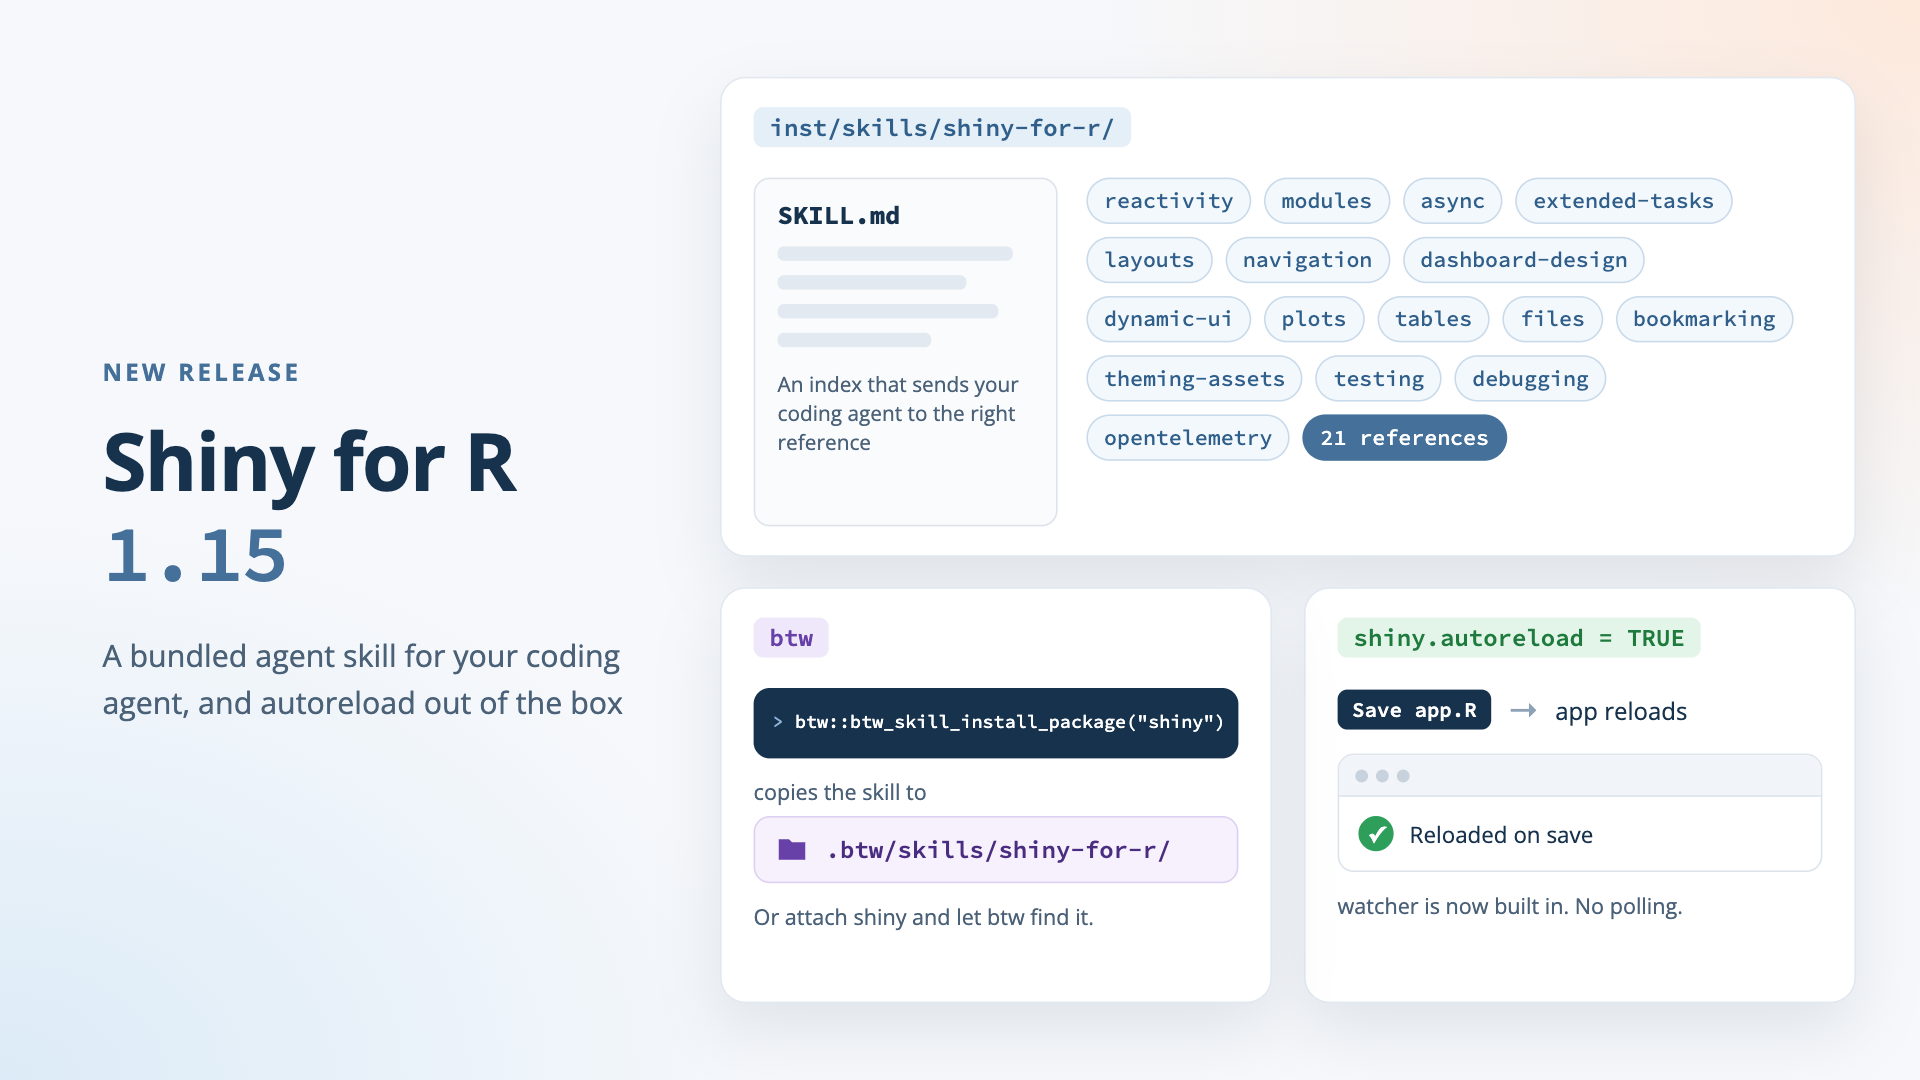 NEW RELEASE
Shiny for R
1.15
A bundled agent skill for your coding
agent, and autoreload out of the box
inst/skills/shiny-for-r/
SKILL.md
An index that sends your
coding agent to the right
reference
reactivity modules async extended-tasks
layouts navigation dashboard-design
dynamic-ui plots tables files bookmarking
theming-assets testing debugging
opentelemetry 21 references
btw
> btw::btw_skill_install_package("shiny")
copies the skill to
.btw/skills/shiny-for-r/
Or attach shiny and let btw find it.
shiny.autoreload = TRUE
Save app.R → app reloads
Reloaded on save
watcher is now built in. No polling.